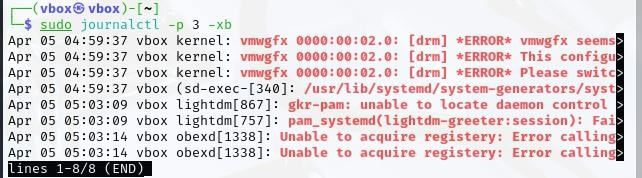 ┌──(vbox㉿vbox)-[~]
└─$ sudo journalctl -p 3 -xb
Apr 05 04:59:37 vbox kernel: vmwgfx 0000:00:02.0: [drm] *ERROR* vmwgfx seems>
Apr 05 04:59:37 vbox kernel: vmwgfx 0000:00:02.0: [drm] *ERROR* This configu>
Apr 05 04:59:37 vbox kernel: vmwgfx 0000:00:02.0: [drm] *ERROR* Please switc>
Apr 05 04:59:37 vbox (sd-exec-[340]: /usr/lib/systemd/system-generators/syst>
Apr 05 05:03:09 vbox lightdm[867]: gkr-pam: unable to locate daemon control >
Apr 05 05:03:09 vbox lightdm[757]: pam_systemd(lightdm-greeter:session): Fai>
Apr 05 05:03:14 vbox obexd[1338]: Unable to acquire registery: Error calling>
Apr 05 05:03:14 vbox obexd[1338]: Unable to acquire registery: Error calling>
lines 1-8/8 (END)